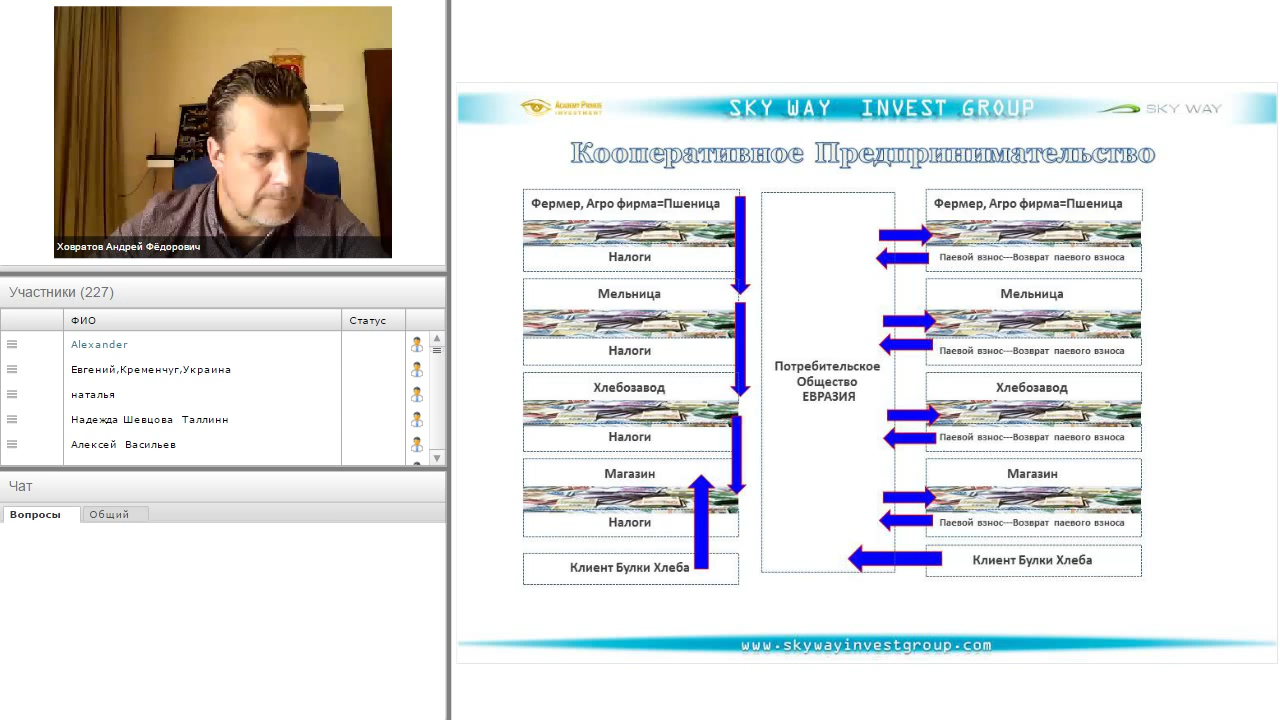 Ховратов Андрей Фёдорович
Участники (227)
ФИО
Статус
Alexander
Евгений,Кременчуг,Украина
наталья
Надежда Шевцова Таллинн
Алексей Васильев
Чат
Вопросы
Общий
ACADEMY PRIVATE
INVESTMENT
SKY WAY INVEST GROUP
SKY WAY
Кооперативное Предпринимательство
Фермер, Агро фирма=Пшеница
Налоги
Мельница
Налоги
Хлебозавод
Налоги
Магазин
Налоги
Клиент Булки Хлеба
Потребительское
Общество
ЕВРАЗИЯ
Фермер, Агро фирма=Пшеница
Паевой взнос---Возврат паевого взноса
Мельница
Паевой взнос---Возврат паевого взноса
Хлебозавод
Паевой взнос---Возврат паевого взноса
Магазин
Паевой взнос---Возврат паевого взноса
Клиент Булки Хлеба
www.skywayinvestgroup.com